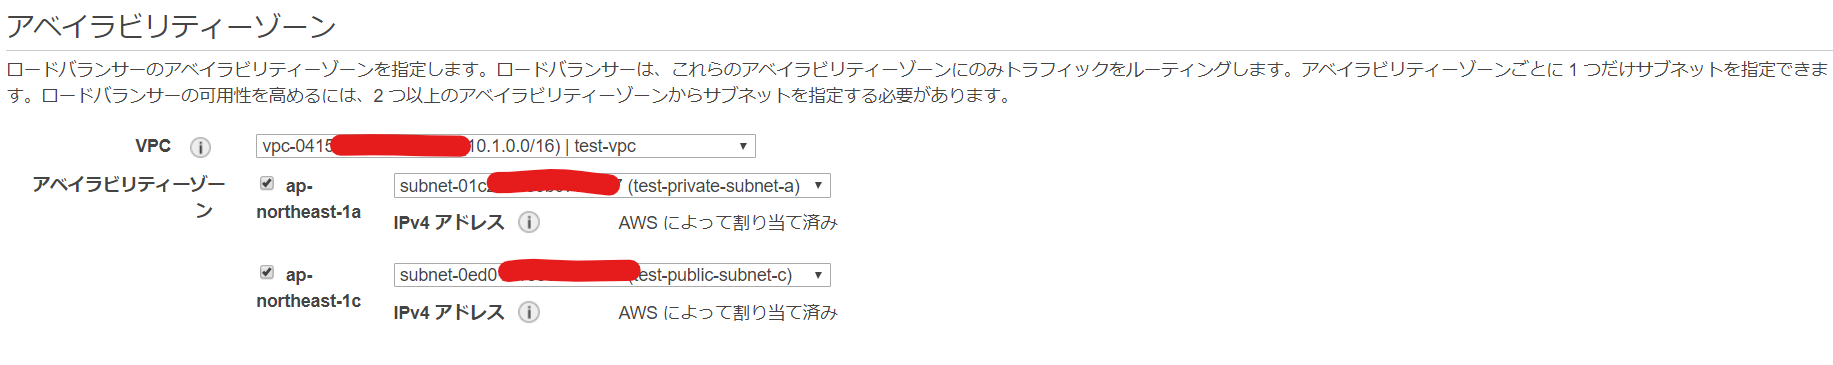 アベイラビリティーゾーン
ロードバランサーのアベイラビリティーゾーンを指定します。ロードバランサーは、これらのアベイラビリティーゾーンにのみトラフィックをルーティングします。アベイラビリティーゾーンごとに 1 つだけサブネットを指定できま
す。ロードバランサーの可用性を高めるには、2 つ以上のアベイラビリティーゾーンからサブネットを指定する必要があります。
VPC vpc-0415 10.1.0.0/16) | test-vpc
アベイラビリティーゾー
ン
ap-
northeast-1a
subnet-01c (test-private-subnet-a)
IPv4 アドレス AWS によって割り当て済み
ap-
northeast-1c
subnet-0ed0 (test-public-subnet-c)
IPv4 アドレス AWS によって割り当て済み